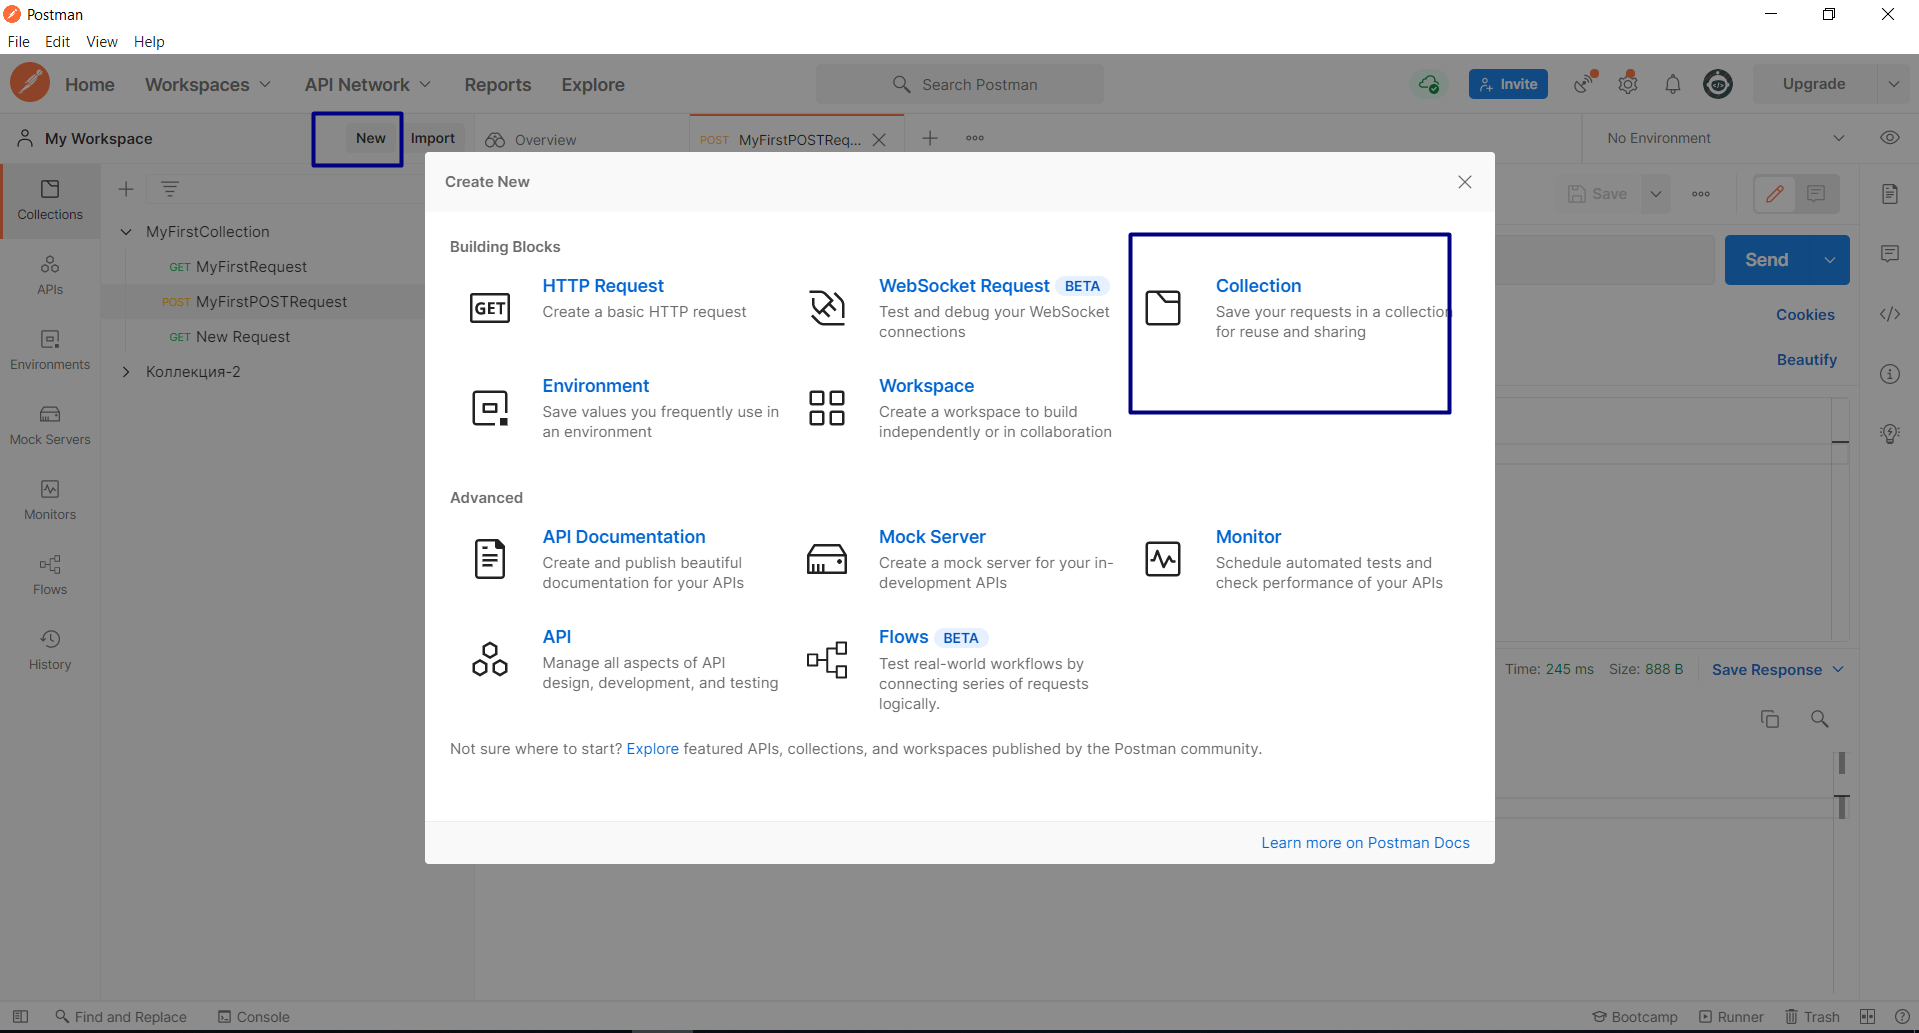 Postman
File Edit View Help
Home Workspaces API Network Reports Explore Search Postman Invite Upgrade
My Workspace New Import Overview POST MyFirstPOSTReq... No Environment
Create New
Save
Collections
MyFirstCollection
Building Blocks
Send
GET MyFirstRequest
APIs
HTTP Request
Create a basic HTTP request
WebSocket Request BETA
Test and debug your WebSocket
connections
GET
Collection
Save your requests in a collection
for reuse and sharing
POST MyFirstPOSTRequest
Cookies
GET New Request
Environments
Beautify
Коллекция-2
Environment
Save values you frequently use in
an environment
Workspace
Create a workspace to build
independently or in collaboration
Mock Servers
Advanced
Monitors
API Documentation
Create and publish beautiful
documentation for your APIs
Mock Server
Create a mock server for your in-
development APIs
Monitor
Schedule automated tests and
check performance of your APIs
Flows
API
Manage all aspects of API
design, development, and testing
Flows BETA
Test real-world workflows by
connecting series of requests
logically.
History
Time: 245 ms Size: 888 B Save Response
Not sure where to start? Explore featured APIs, collections, and workspaces published by the Postman community.
Learn more on Postman Docs
Find and Replace Console Bootcamp Runner Trash